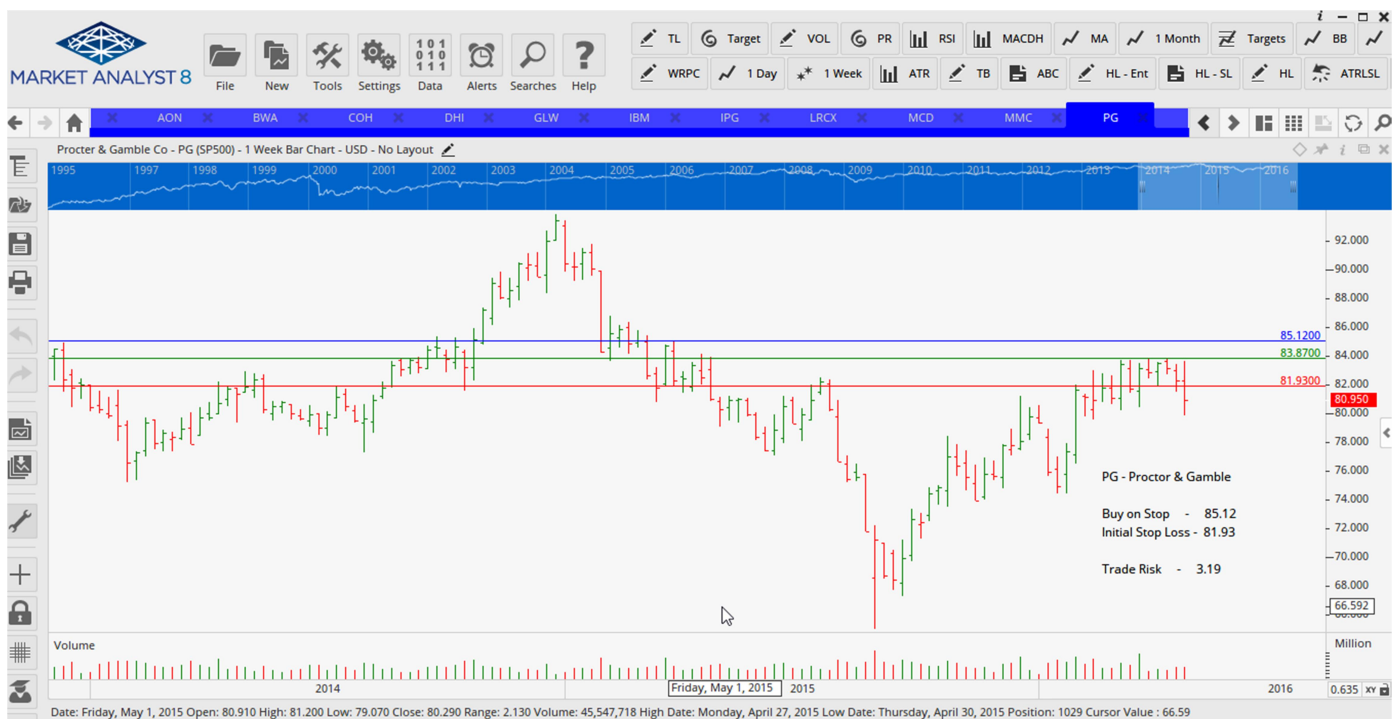 i
TL Target VOL PR RSI MACDH MA 1 Month Targets BB
MARKET ANALYST 8
File New Tools Settings Data Alerts Searches Help
101
010
111
WRPC 1 Day 1 Week ATR TB ABC HL - Ent HL - SL HL ATRLSL
AON BWA COH DHI GLW IBM IPG LRCX MCD MMC PG
Procter & Gamble Co - PG (SP500) - 1 Week Bar Chart - USD - No Layout
1995 1997 1998 1999 2000 2001 2002 2003 2004 2005 2006 2007 2008 2009 2010 2011 2012 2013 2014 2015 2016
92.000
90.000
88.000
86.000
85.1200
83.8700
84.000
81.9300
82.000
80.950
80.000
78.000
76.000
PG - Proctor & Gamble
74.000
Buy on Stop - 85.12
72.000
Initial Stop Loss - 81.93
70.000
Trade Risk - 3.19
68.000
66.592
Volume Million
2014 Friday, May 1, 2015 2015 2016 0.635 XY
Date: Friday, May 1, 2015 Open: 80.910 High: 81.200 Low: 79.070 Close: 80.290 Range: 2.130 Volume: 45,547,718 High Date: Monday, April 27, 2015 Low Date: Thursday, April 30, 2015 Position: 1029 Cursor Value : 66.59